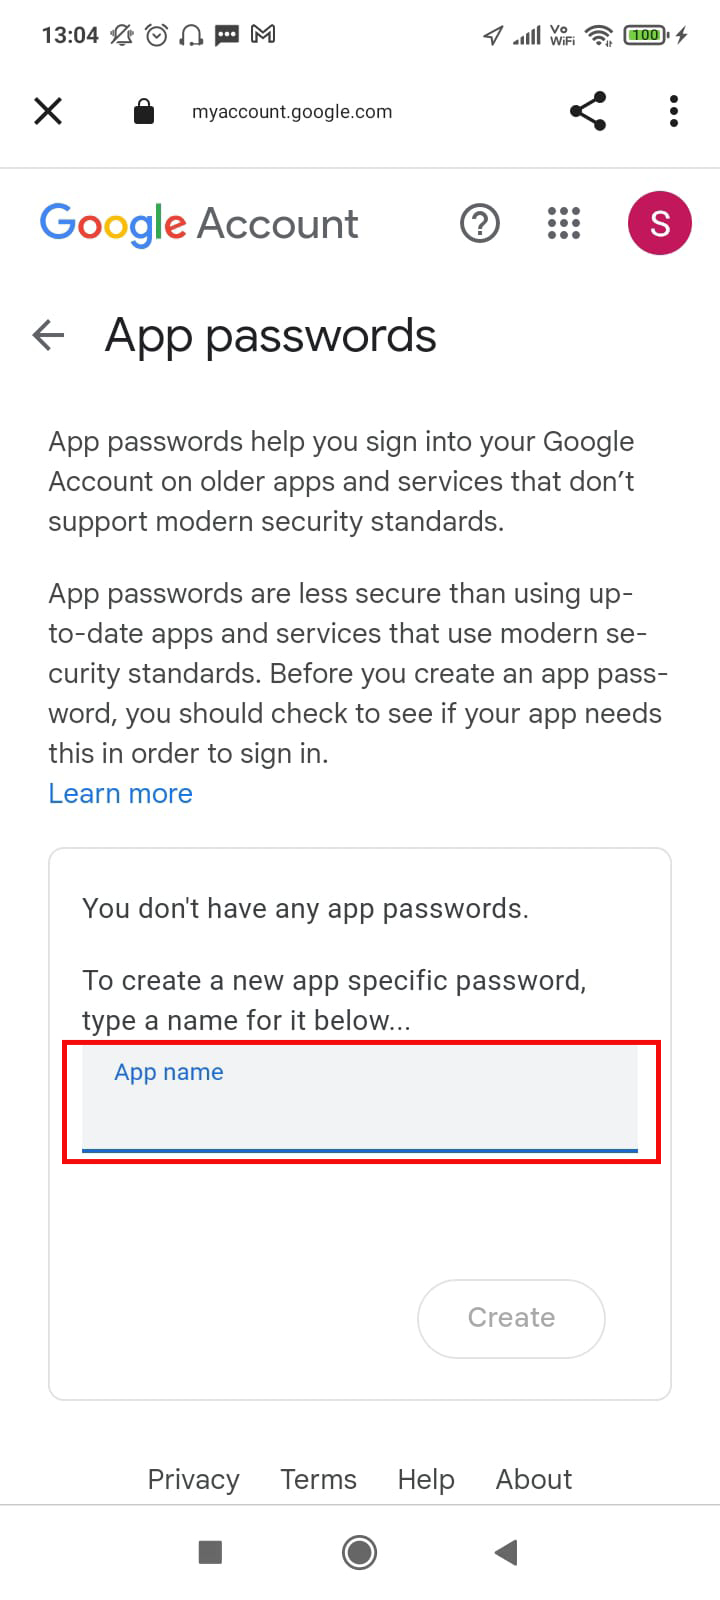 13:04
Vo
WiFi
100
myaccount.google.com
Google Account
S
App passwords
App passwords help you sign into your Google
Account on older apps and services that don’t
support modern security standards.
App passwords are less secure than using up-
to-date apps and services that use modern se-
curity standards. Before you create an app pass-
word, you should check to see if your app needs
this in order to sign in.
Learn more
You don't have any app passwords.
To create a new app specific password,
type a name for it below...
App name
Create
Privacy Terms Help About